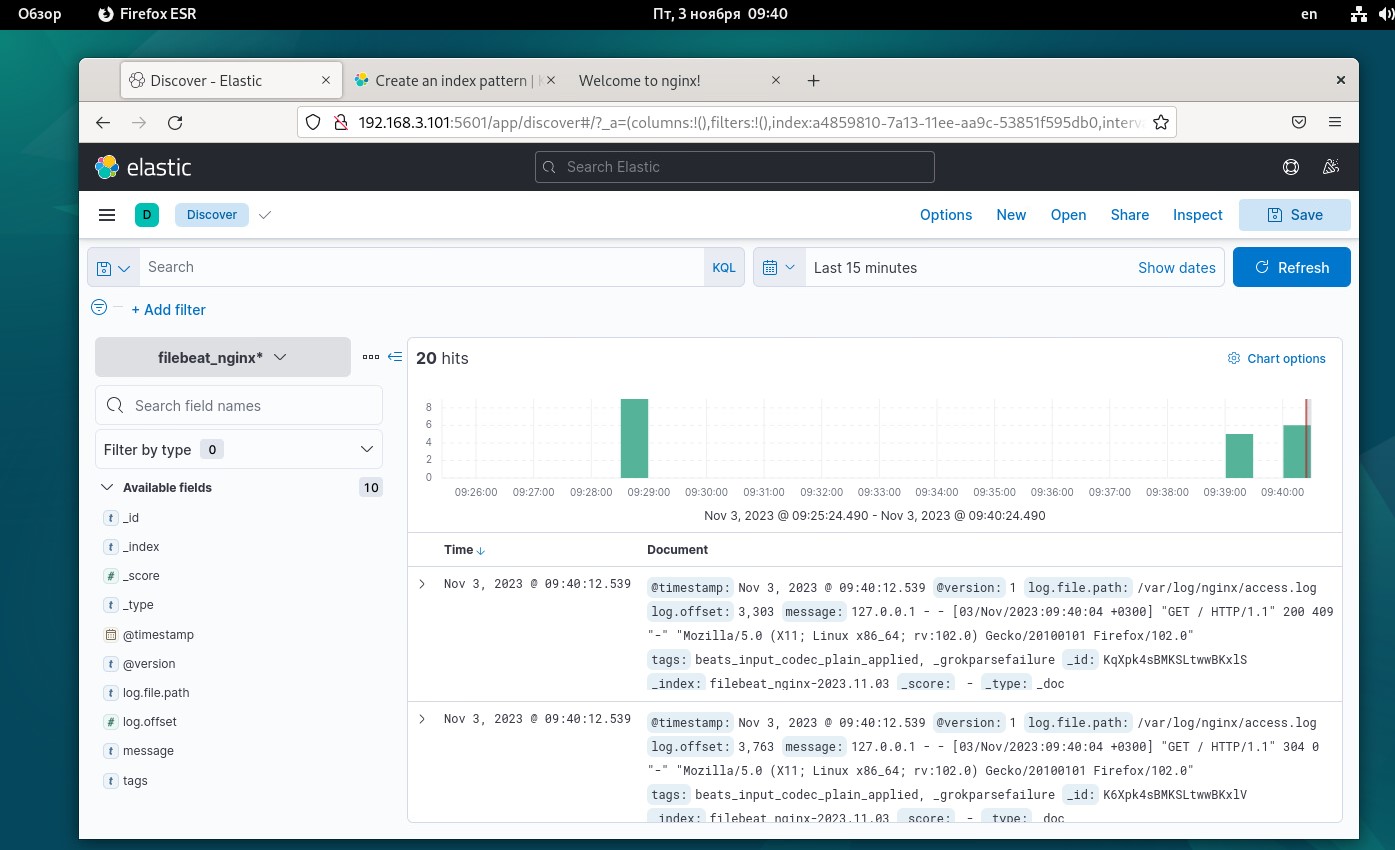 Обзор Firefox ESR Пт, 3 ноября 09:40 en
Discover - Elastic Create an index pattern | Welcome to nginx!
192.168.3.101:5601/app/discover#/?_a=(columns:!(),filters:!(),index:a4859810-7a13-11ee-aa9c-53851f595db0,interv
elastic Search Elastic
D Discover Options New Open Share Inspect Save
Search KQL Last 15 minutes Show dates Refresh
+ Add filter
filebeat_nginx*
Search field names
Filter by type 0
Available fields 10
_id
_index
_score
_type
@timestamp
@version
log.file.path
log.offset
message
tags
20 hits Chart options
8
6
4
2
0
09:26:00 09:27:00 09:28:00 09:29:00 09:30:00 09:31:00 09:32:00 09:33:00 09:34:00 09:35:00 09:36:00 09:37:00 09:38:00 09:39:00 09:40:00
Nov 3, 2023 @ 09:25:24.490 - Nov 3, 2023 @ 09:40:24.490
Time Document
Nov 3, 2023 @ 09:40:12.539 @timestamp: Nov 3, 2023 @ 09:40:12.539 @version: 1 log.file.path: /var/log/nginx/access.log
log.offset: 3,303 message: 127.0.0.1 - - [03/Nov/2023:09:40:04 +0300] "GET / HTTP/1.1" 200 409
"-" "Mozilla/5.0 (X11; Linux x86_64; rv:102.0) Gecko/20100101 Firefox/102.0"
tags: beats_input_codec_plain_applied, _grokparsefailure _id: KqXpk4sBMKSLtwwBKxlS
_index: filebeat_nginx-2023.11.03 _score: - _type: _doc
Nov 3, 2023 @ 09:40:12.539 @timestamp: Nov 3, 2023 @ 09:40:12.539 @version: 1 log.file.path: /var/log/nginx/access.log
log.offset: 3,763 message: 127.0.0.1 - - [03/Nov/2023:09:40:04 +0300] "GET / HTTP/1.1" 304 0
"-" "Mozilla/5.0 (X11; Linux x86_64; rv:102.0) Gecko/20100101 Firefox/102.0"
tags: beats_input_codec_plain_applied, _grokparsefailure _id: K6Xpk4sBMKSLtwwBKxlV
_index: filebeat_nginx-2023.11.03 _score: - _type: _doc